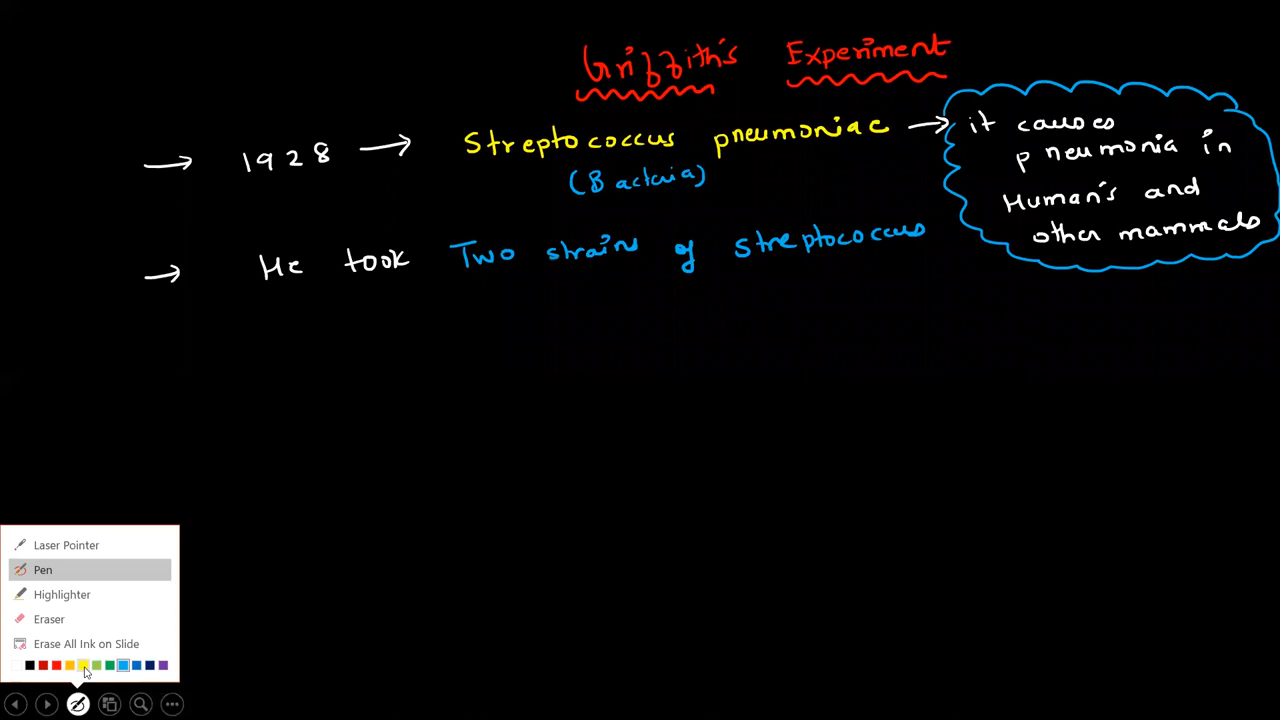 Griffith's Experiment
→ 1928 → Streptococcus pneumoniae → it causes
pneumonia in
(Bacteria)
Human's and
other mammals
→ He took Two strains of streptococcus
Laser Pointer
Pen
Highlighter
Eraser
Erase All Ink on Slide